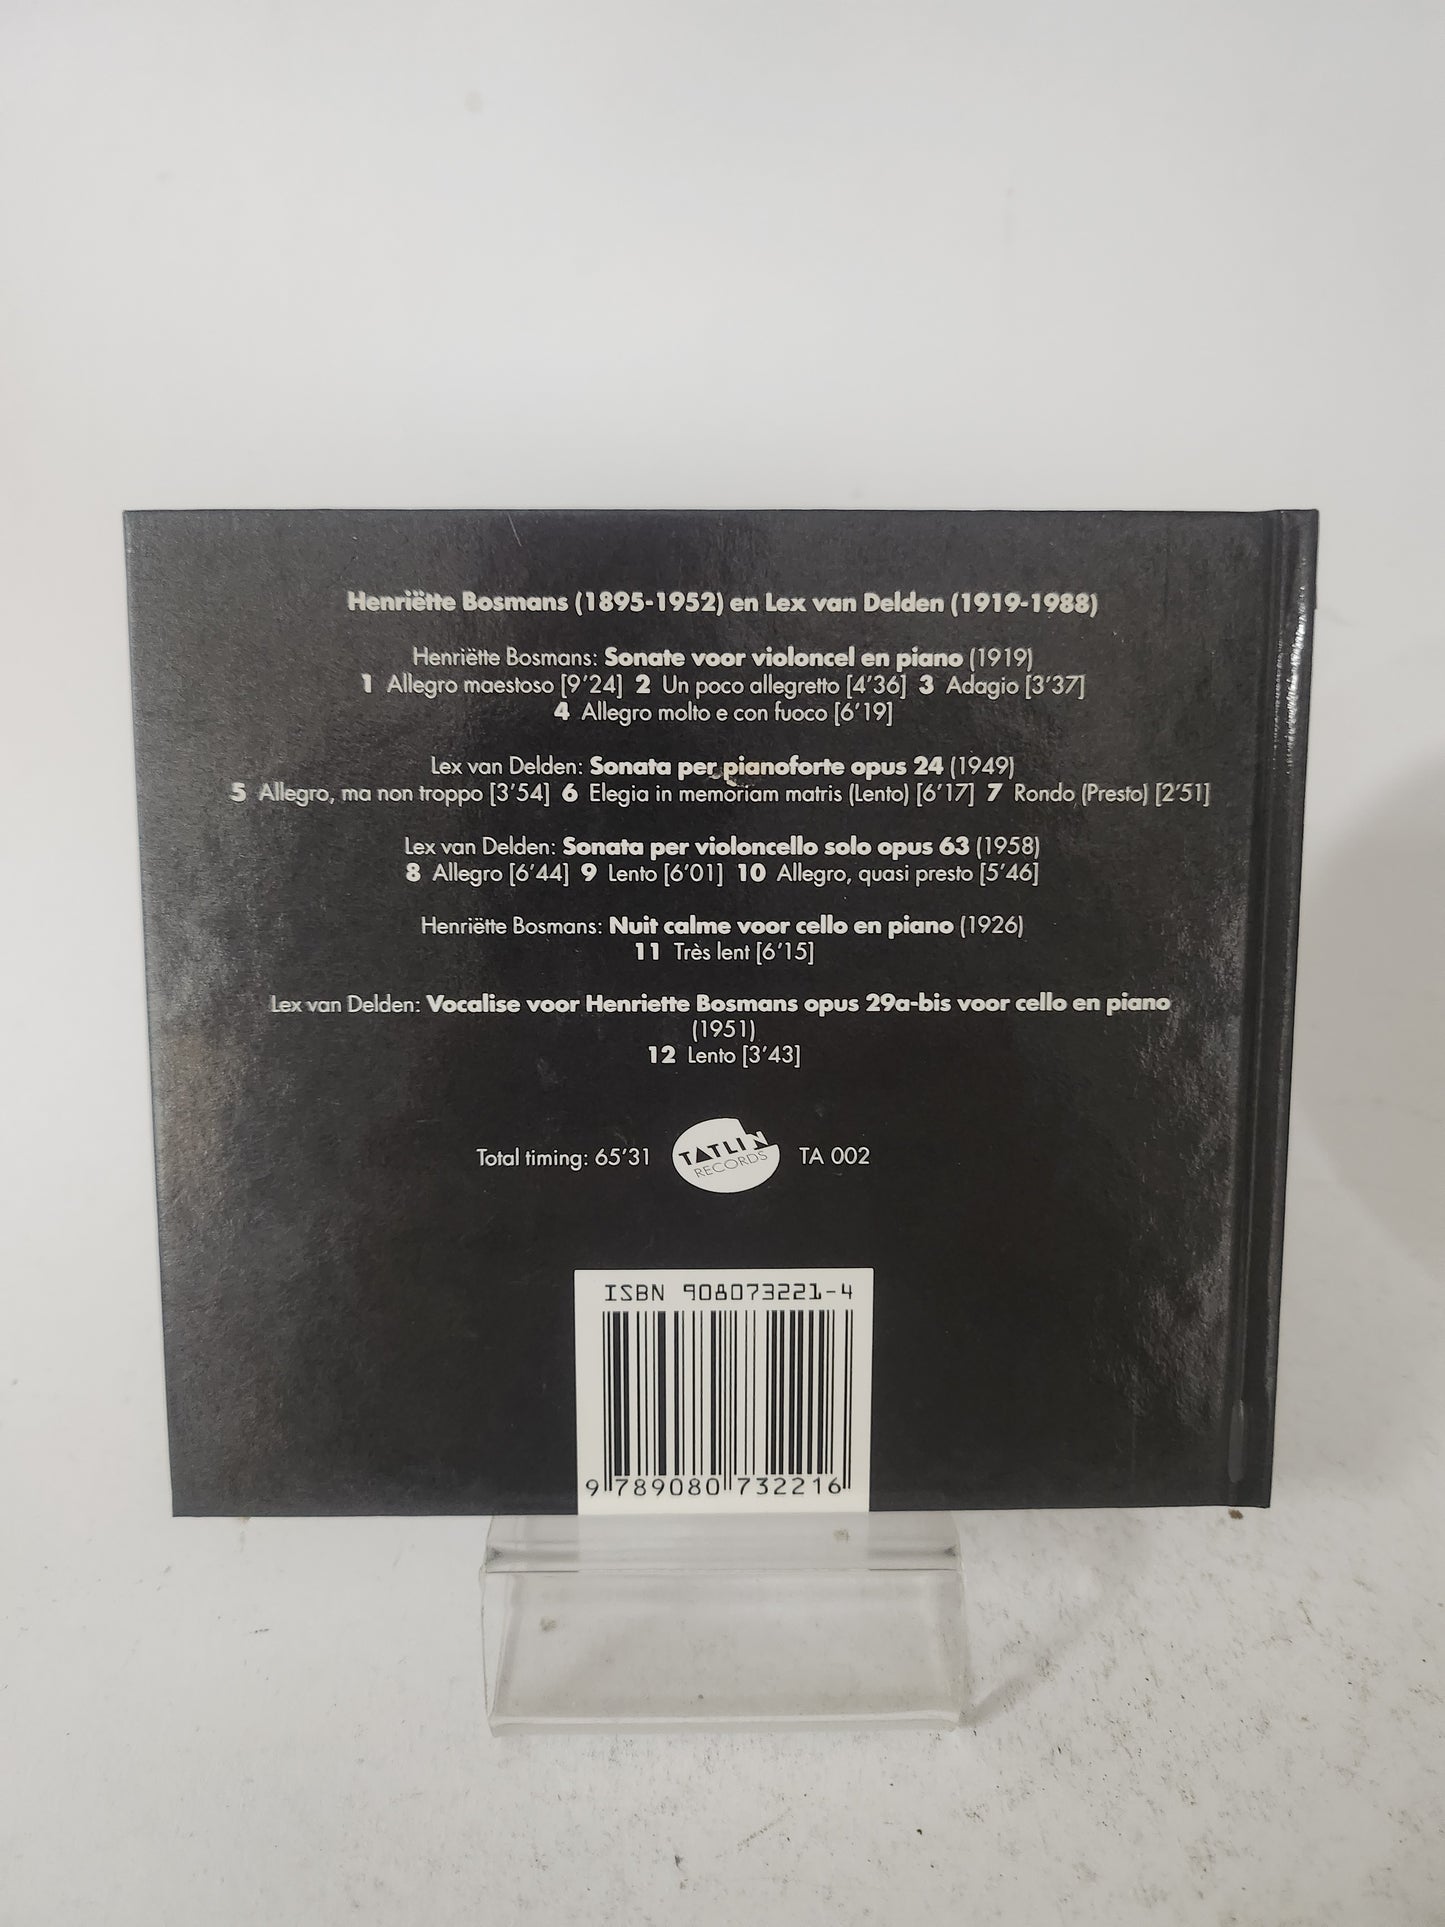 Henriëtte Bosmans (1895-1952) en Lex van Delden (1919-1988)
Henriëtte Bosmans: Sonate voor violoncel en piano (1919)
1 Allegro maestoso [9'24] 2 Un poco allegretto [4'36] 3 Adagio [3'37]
4 Allegro molto e con fuoco [6'19]
Lex van Delden: Sonata per pianoforte opus 24 (1949)
5 Allegro, ma non troppo [3'54] 6 Elegia in memoriam matris (Lento) [6'17] 7 Rondo (Presto) [2'51]
Lex van Delden: Sonata per violoncello solo opus 63 (1958)
8 Allegro [6'44] 9 Lento [6'01] 10 Allegro, quasi presto [5'46]
Henriëtte Bosmans: Nuit calme voor cello en piano (1926)
11 Très lent [6'15]
Lex van Delden: Vocalise voor Henriette Bosmans opus 29a-bis voor cello en piano
(1951)
12 Lento [3'43]
Total timing: 65'31 TATLIN TA 002
RECORDS
ISBN 908073221-4
9 789080 732216